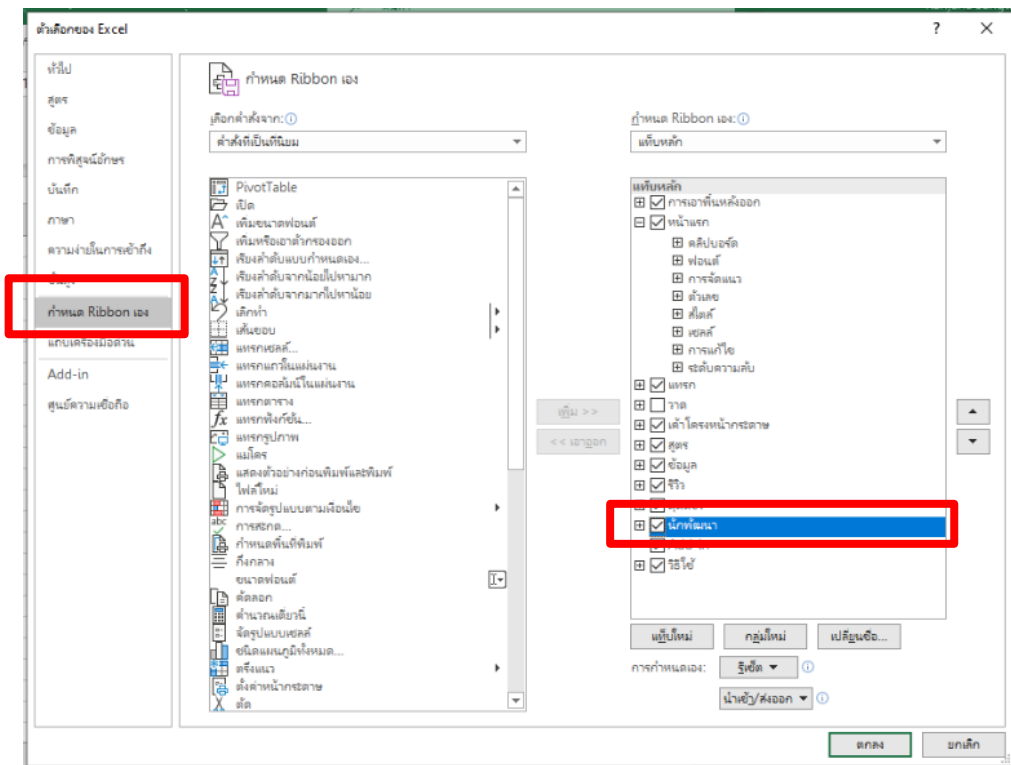 ตัวเลือกของ Excel
?
ทั่วไป
สูตร
ข้อมูล
การพิสูจน์อักษร
บันทึก
ภาษา
ความง่ายในการเข้าถึง
กำหนด Ribbon เอง
แถบเครื่องมือด่วน
Add-in
ศูนย์ความเชื่อถือ
กำหนด Ribbon เอง
เลือกคำสั่งจาก:
คำสั่งที่เป็นที่นิยม
PivotTable
เปิด
เพิ่มขนาดฟอนต์
เพิ่มหรือเอาตัวกรองออก
เรียงลำดับแบบกำหนดเอง...
เรียงลำดับจากน้อยไปหามาก
เรียงลำดับจากมากไปหาน้อย
เลิกทำ
เส้นขอบ
แทรกเซลล์...
แทรกแถวในแผ่นงาน
แทรกคอลัมน์ในแผ่นงาน
แทรกตาราง
แทรกฟังก์ชัน...
แทรกรูปภาพ
แมโคร
แสดงตัวอย่างก่อนพิมพ์และพิมพ์
ไฟล์ใหม่
การจัดรูปแบบตามเงื่อนไข
การสะกด...
กำหนดพื้นที่พิมพ์
กึ่งกลาง
ขนาดฟอนต์
คัดลอก
คำนวณเดี๋ยวนี้
จัดรูปแบบเซลล์
ชนิดแผนภูมิทั้งหมด...
ตรึงแนว
ตั้งค่าหน้ากระดาษ
ตัด
เพิ่ม >>
<< เอาออก
กำหนด Ribbon เอง:
แท็บหลัก
แท็บหลัก
การเอาพื้นหลังออก
หน้าแรก
คลิปบอร์ด
ฟอนต์
การจัดแนว
ตัวเลข
สไตล์
เซลล์
การแก้ไข
ระดับความลับ
แทรก
วาด
เค้าโครงหน้ากระดาษ
สูตร
ข้อมูล
รีวิว
นักพัฒนา
วิธีใช้
แท็บใหม่
กลุ่มใหม่
เปลี่ยนชื่อ...
การกำหนดเอง:
รีเซ็ต
นำเข้า/ส่งออก
ตกลง
ยกเลิก